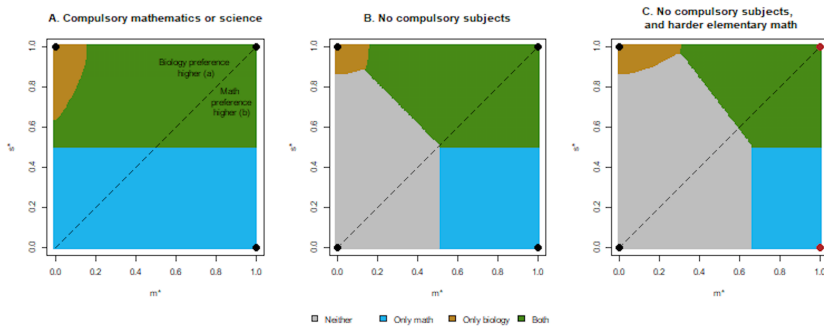 A. Compulsory mathematics or science
B. No compulsory subjects
C. No compulsory subjects,
and harder elementary math
Biology preference
higher (a)
Math
preference
higher (b)
s*
1.0
0.8
0.6
0.4
0.2
0.0
0.0 0.2 0.4 0.6 0.8 1.0
m*
s*
1.0
0.8
0.6
0.4
0.2
0.0
0.0 0.2 0.4 0.6 0.8 1.0
m*
s*
1.0
0.8
0.6
0.4
0.2
0.0
0.0 0.2 0.4 0.6 0.8 1.0
m*
Neither Only math Only biology Both